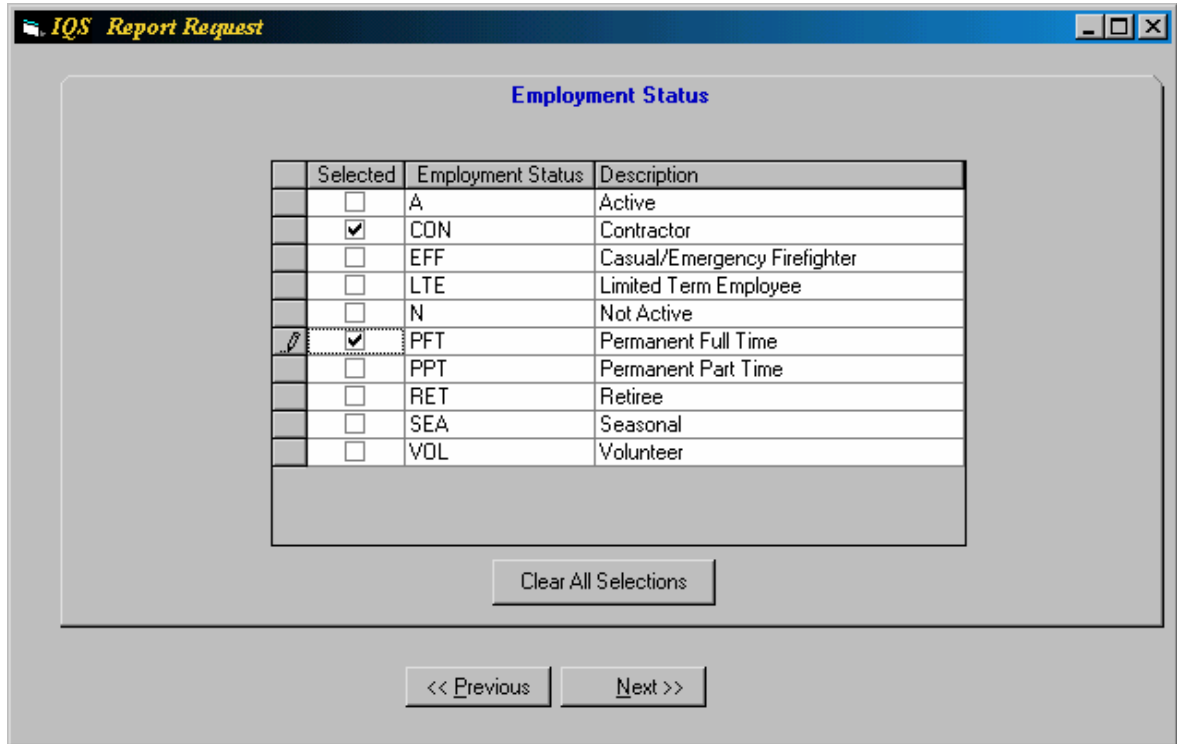 IQS Report Request
Employment Status
Selected Employment Status Description
A Active
CON Contractor
EFF Casual/Emergency Firefighter
LTE Limited Term Employee
N Not Active
PFT Permanent Full Time
PPT Permanent Part Time
RET Retiree
SEA Seasonal
VOL Volunteer
Clear All Selections
<< Previous Next >>